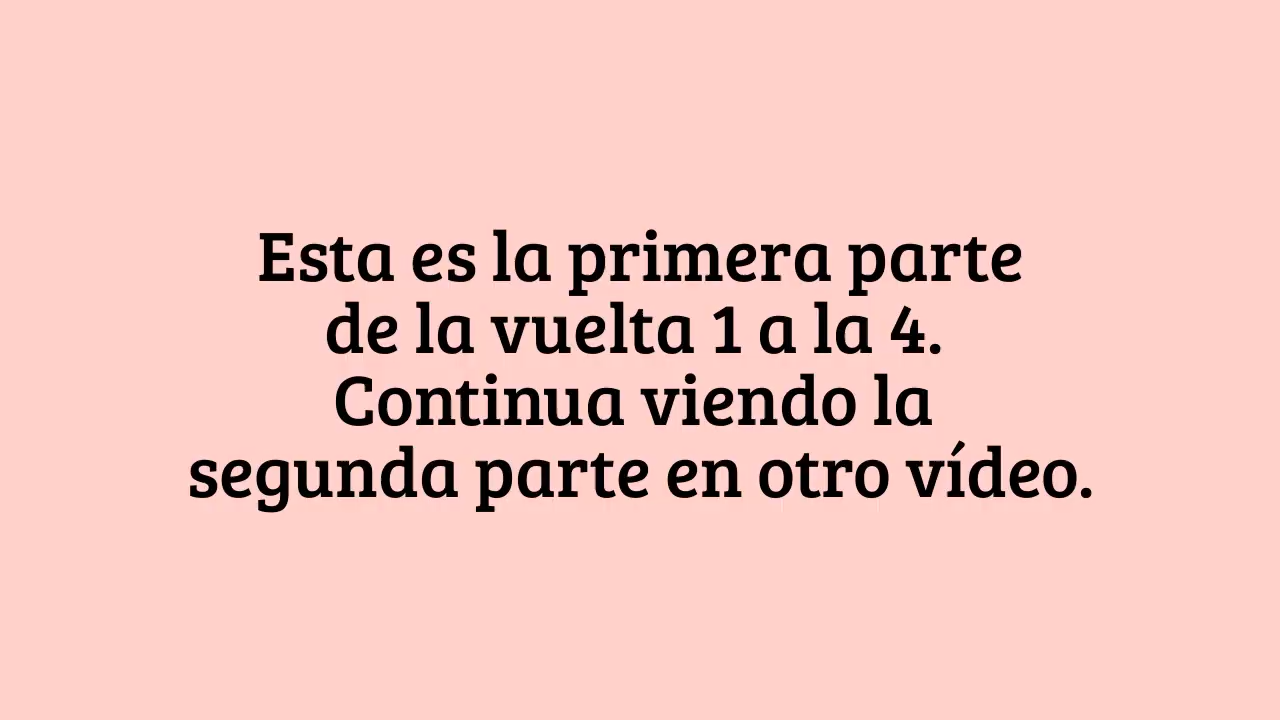 Esta es la primera parte
de la vuelta 1 a la 4.
Continua viendo la
segunda parte en otro vídeo.